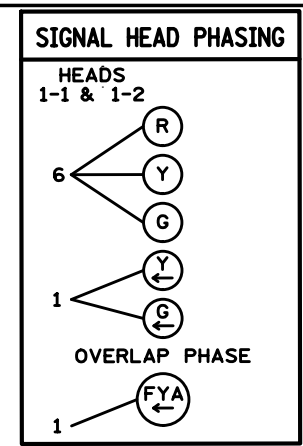 SIGNAL HEAD PHASING
HEADS
1-1 & 1-2
R
6
Y
G
Y
←
1
G
←
OVERLAP PHASE
FYA
←
1